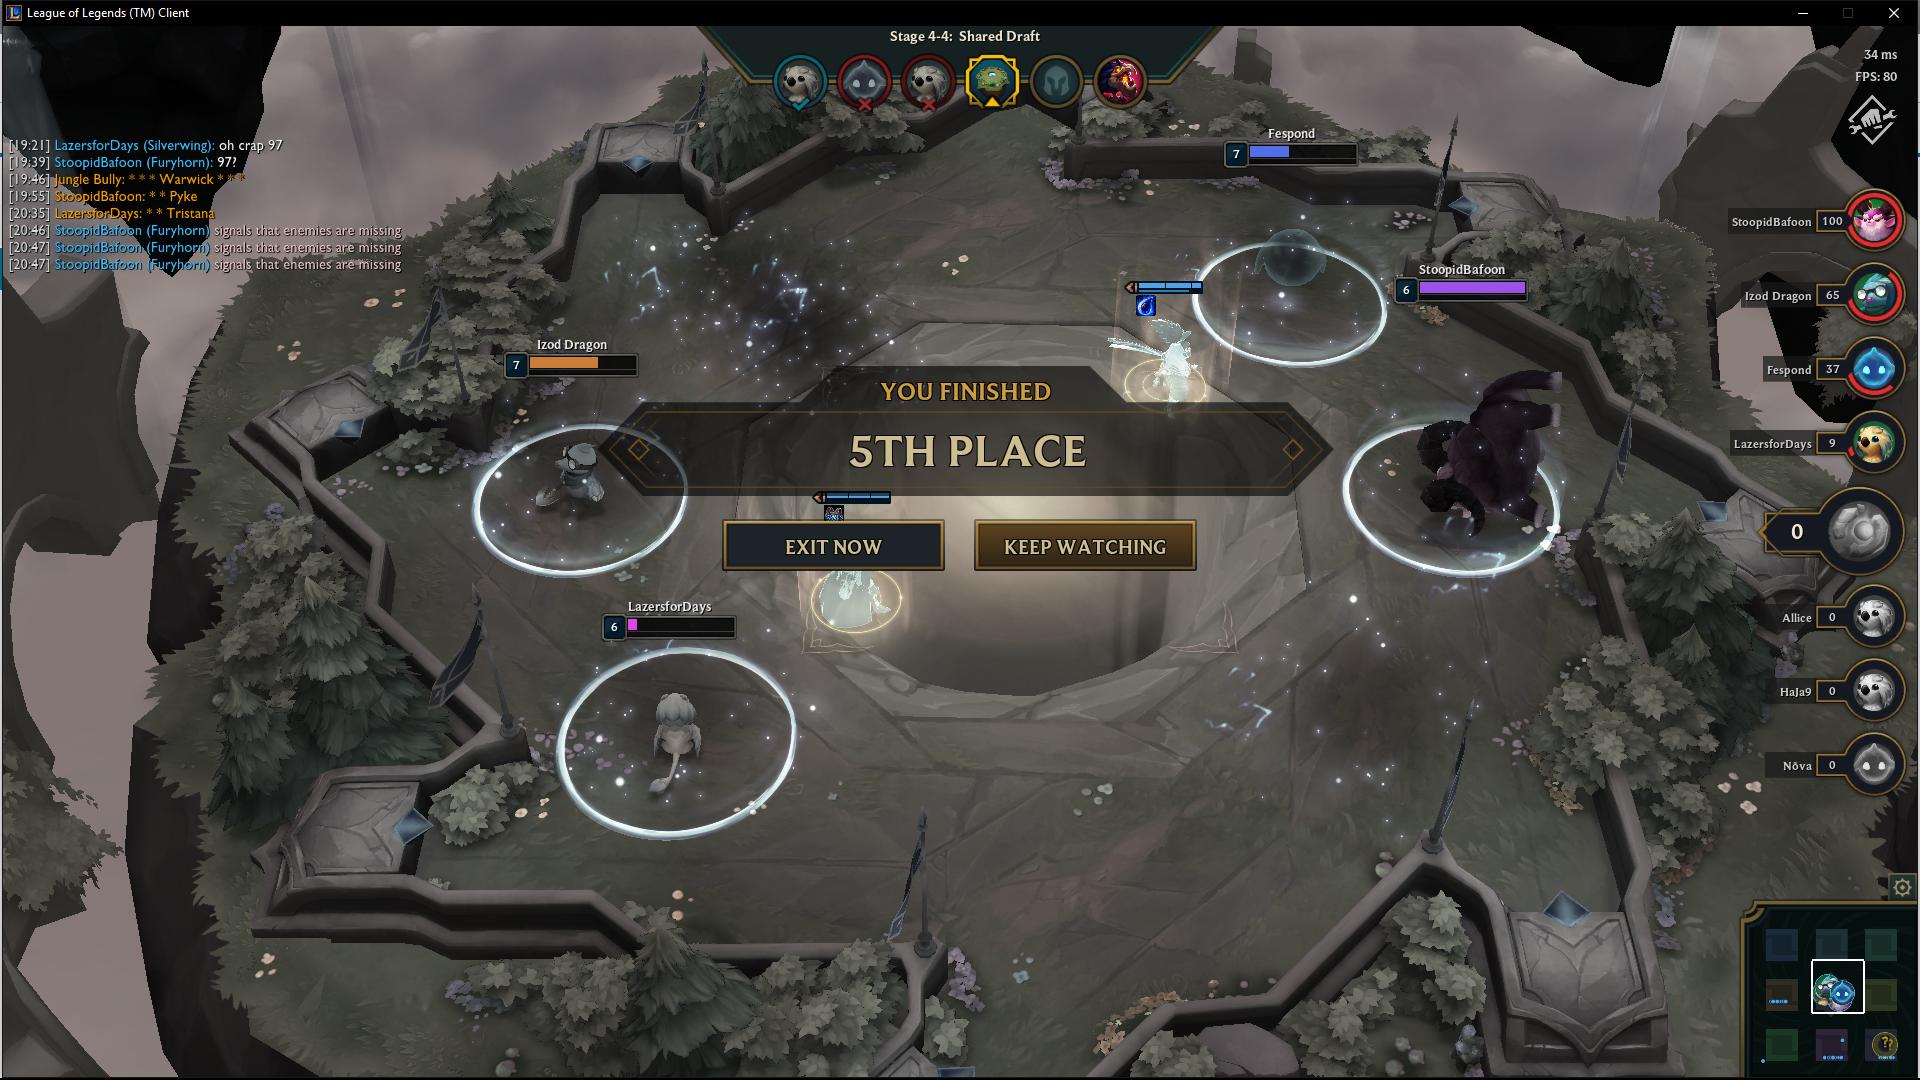 League of Legends (TM) Client
Stage 4-4: Shared Draft
34 ms
FPS: 80
[19:21] LazersforDays (Silverwing): oh crap 97
[19:39] StoopidBafoon (Furyhorn): 97?
[19:46] Jungle Bully: * * * Warwick * * *
[19:55] StoopidBafoon: * * Pyke
[20:35] LazersforDays: * * Tristana
[20:46] StoopidBafoon (Furyhorn) signals that enemies are missing
[20:47] StoopidBafoon (Furyhorn) signals that enemies are missing
[20:47] StoopidBafoon (Furyhorn) signals that enemies are missing
Fespond
7
StoopidBafoon
6
Izod Dragon
7
YOU FINISHED
5TH PLACE
EXIT NOW
KEEP WATCHING
LazersforDays
6
StoopidBafoon 100
Izod Dragon 65
Fespond 37
LazersforDays 9
0
Allice 0
HaJa9 0
Nōva 0
??